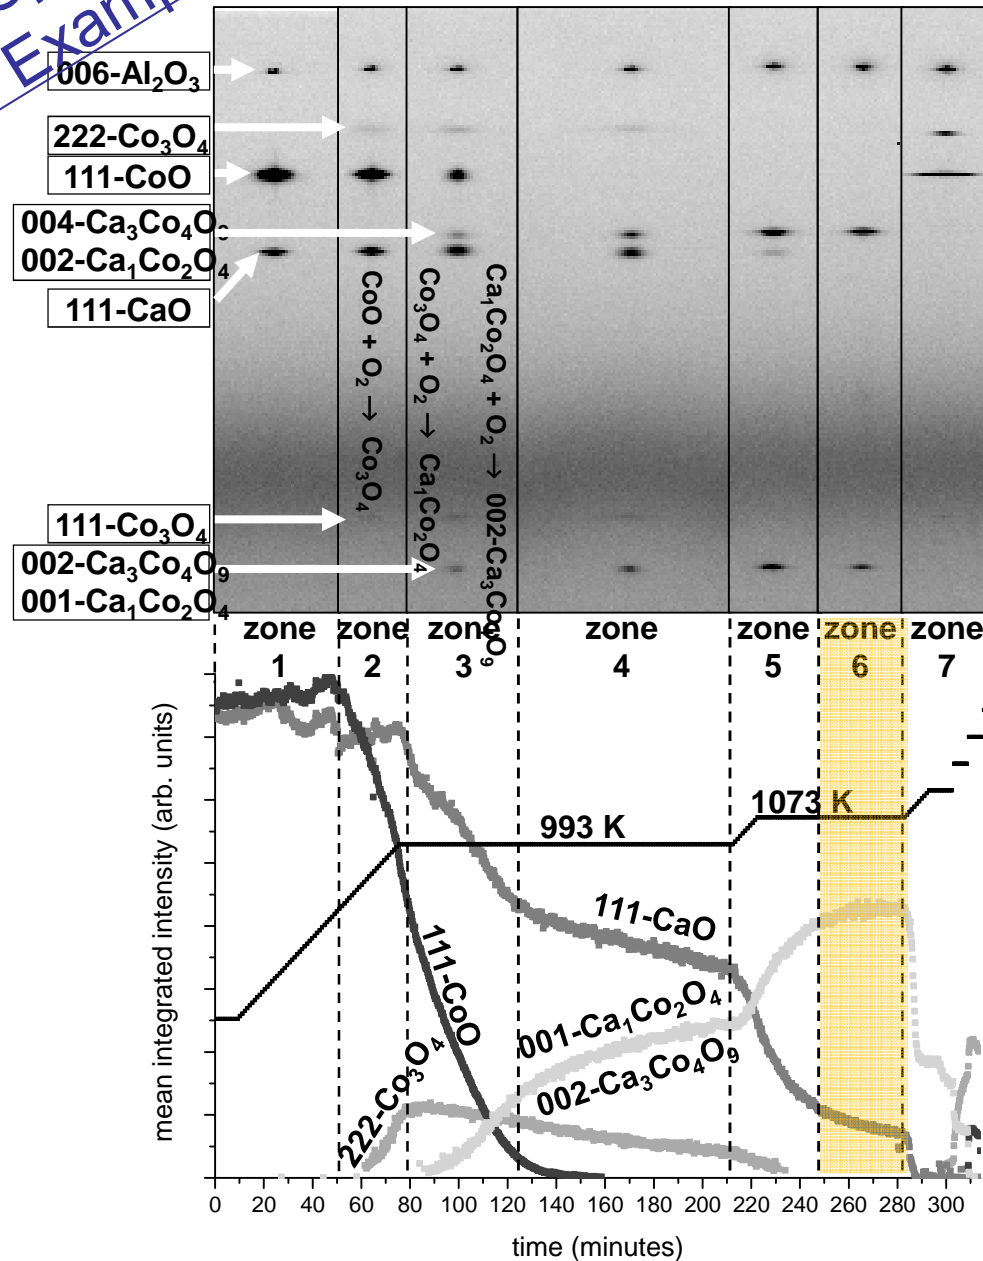 Examp
006-Al₂O₃
222-Co₃O₄
111-CoO
004-Ca₃Co₄O₉
002-Ca₁Co₂O₄
111-CaO
CoO + O₂ → Co₃O₄
Co₃O₄ + O₂ → Ca₁Co₂O₄
Ca₁Co₂O₄ + O₂ → 002-Ca₃Co₄O₉
111-Co₃O₄
002-Ca₃Co₄O₉
001-Ca₁Co₂O₄
zone 1
zone 2
zone 3
zone 4
zone 5
zone 6
zone 7
mean integrated intensity (arb. units)
993 K
1073 K
111-CoO
111-CaO
222-Co₃O₄
001-Ca₁Co₂O₄
002-Ca₃Co₄O₉
0 20 40 60 80 100 120 140 160 180 200 220 240 260 280 300
time (minutes)